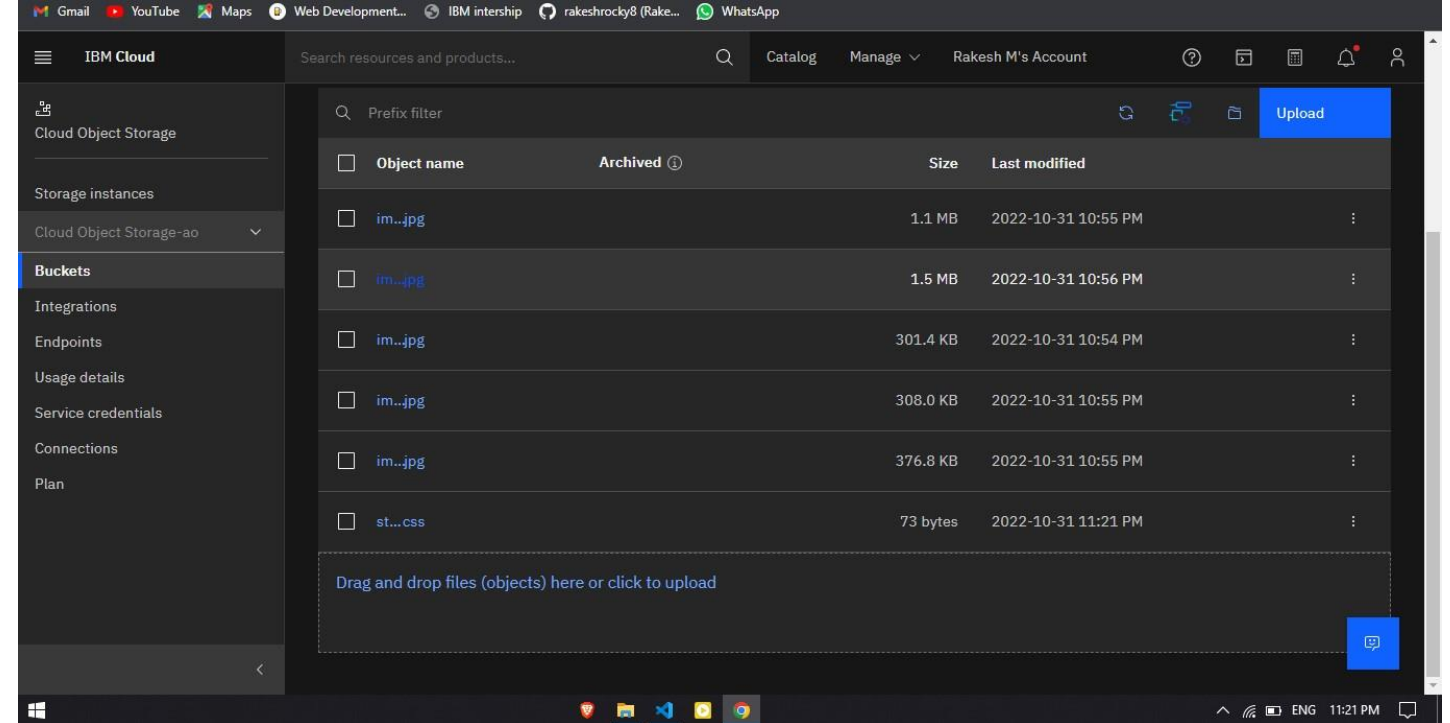 Gmail YouTube Maps Web Development... IBM intership rakeshrocky8 (Rake... WhatsApp
IBM Cloud Search resources and products... Catalog Manage Rakesh M's Account
Cloud Object Storage
Storage instances
Cloud Object Storage-ao
Buckets
Integrations
Endpoints
Usage details
Service credentials
Connections
Plan
Prefix filter Upload
Object name Archived Size Last modified
im...jpg 1.1 MB 2022-10-31 10:55 PM
im...jpg 1.5 MB 2022-10-31 10:56 PM
im...jpg 301.4 KB 2022-10-31 10:54 PM
im...jpg 308.0 KB 2022-10-31 10:55 PM
im...jpg 376.8 KB 2022-10-31 10:55 PM
st...css 73 bytes 2022-10-31 11:21 PM
Drag and drop files (objects) here or click to upload
ENG 11:21 PM